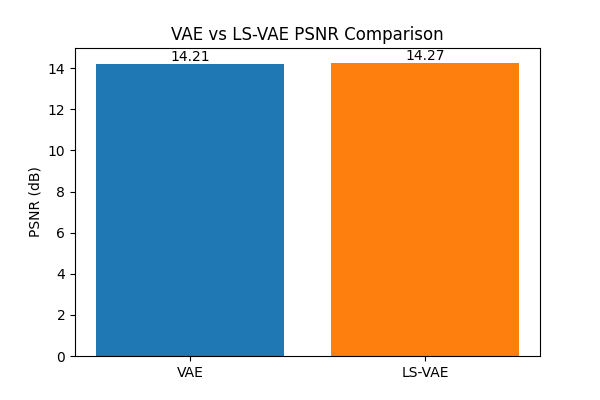 VAE vs LS-VAE PSNR Comparison
14.21
14.27
PSNR (dB)
14
12
10
8
6
4
2
0
VAE
LS-VAE